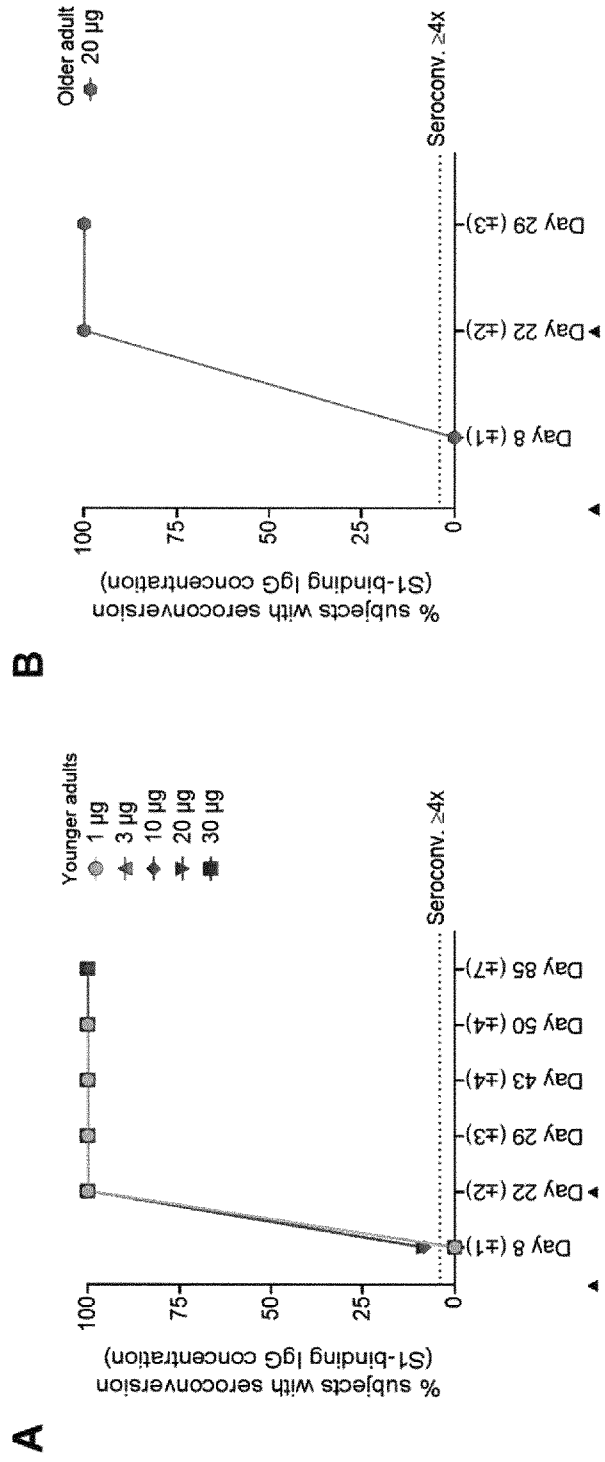 A
% subjects with seroconversion
(S1-binding IgG concentration)
100
75
50
25
0
Younger adults
1 µg
3 µg
10 µg
20 µg
30 µg
Seroconv. ≥4x
Day 8 (±1)
Day 22 (±2)
Day 29 (±3)
Day 43 (±4)
Day 50 (±4)
Day 85 (±7)
B
% subjects with seroconversion
(S1-binding IgG concentration)
100
75
50
25
0
Older adult
20 µg
Seroconv. ≥4x
Day 8 (±1)
Day 22 (±2)
Day 29 (±3)